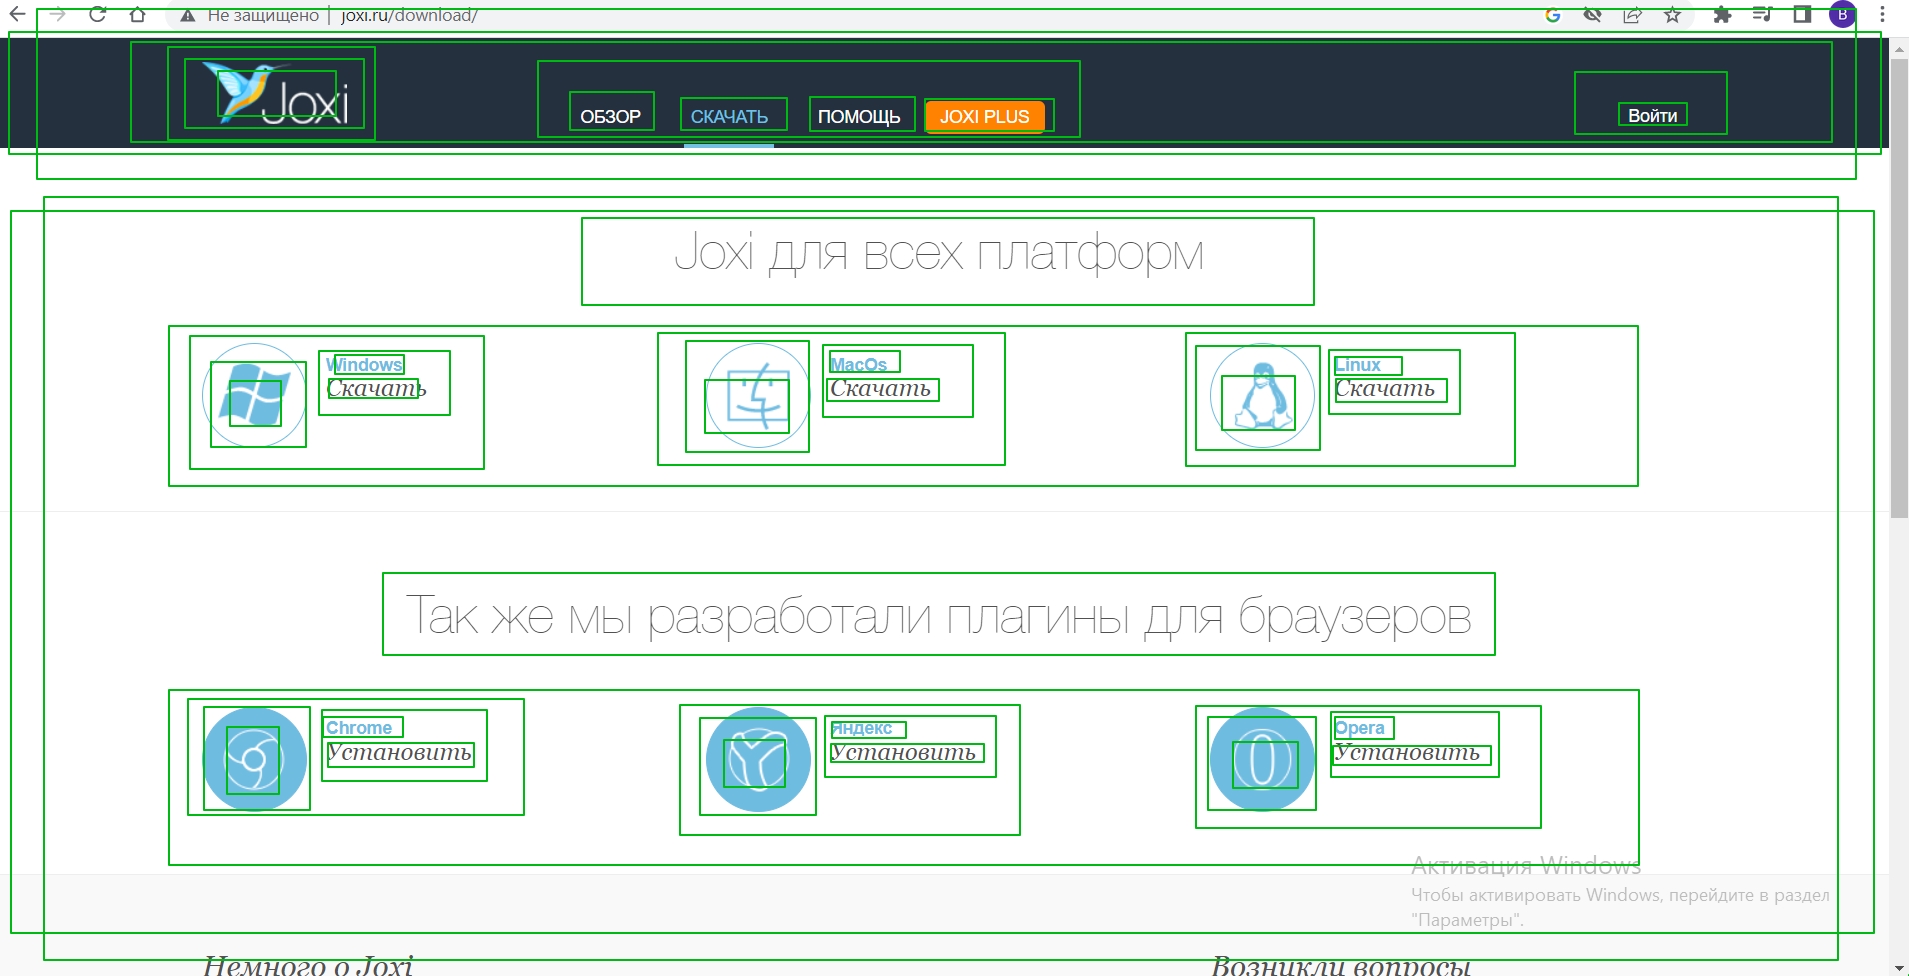 Не защищено | joxi.ru/download/
B
Joxi
ОБЗОР СКАЧАТЬ ПОМОЩЬ JOXI PLUS Войти
Joxi для всех платформ
Windows MacOs Linux
Скачать Скачать Скачать
Так же мы разработали плагины для браузеров
Chrome Яндекс Opera
Установить Установить Установить
Активация Windows
Чтобы активировать Windows, перейдите в раздел
"Параметры".
Немного о Joxi Возникли вопросы